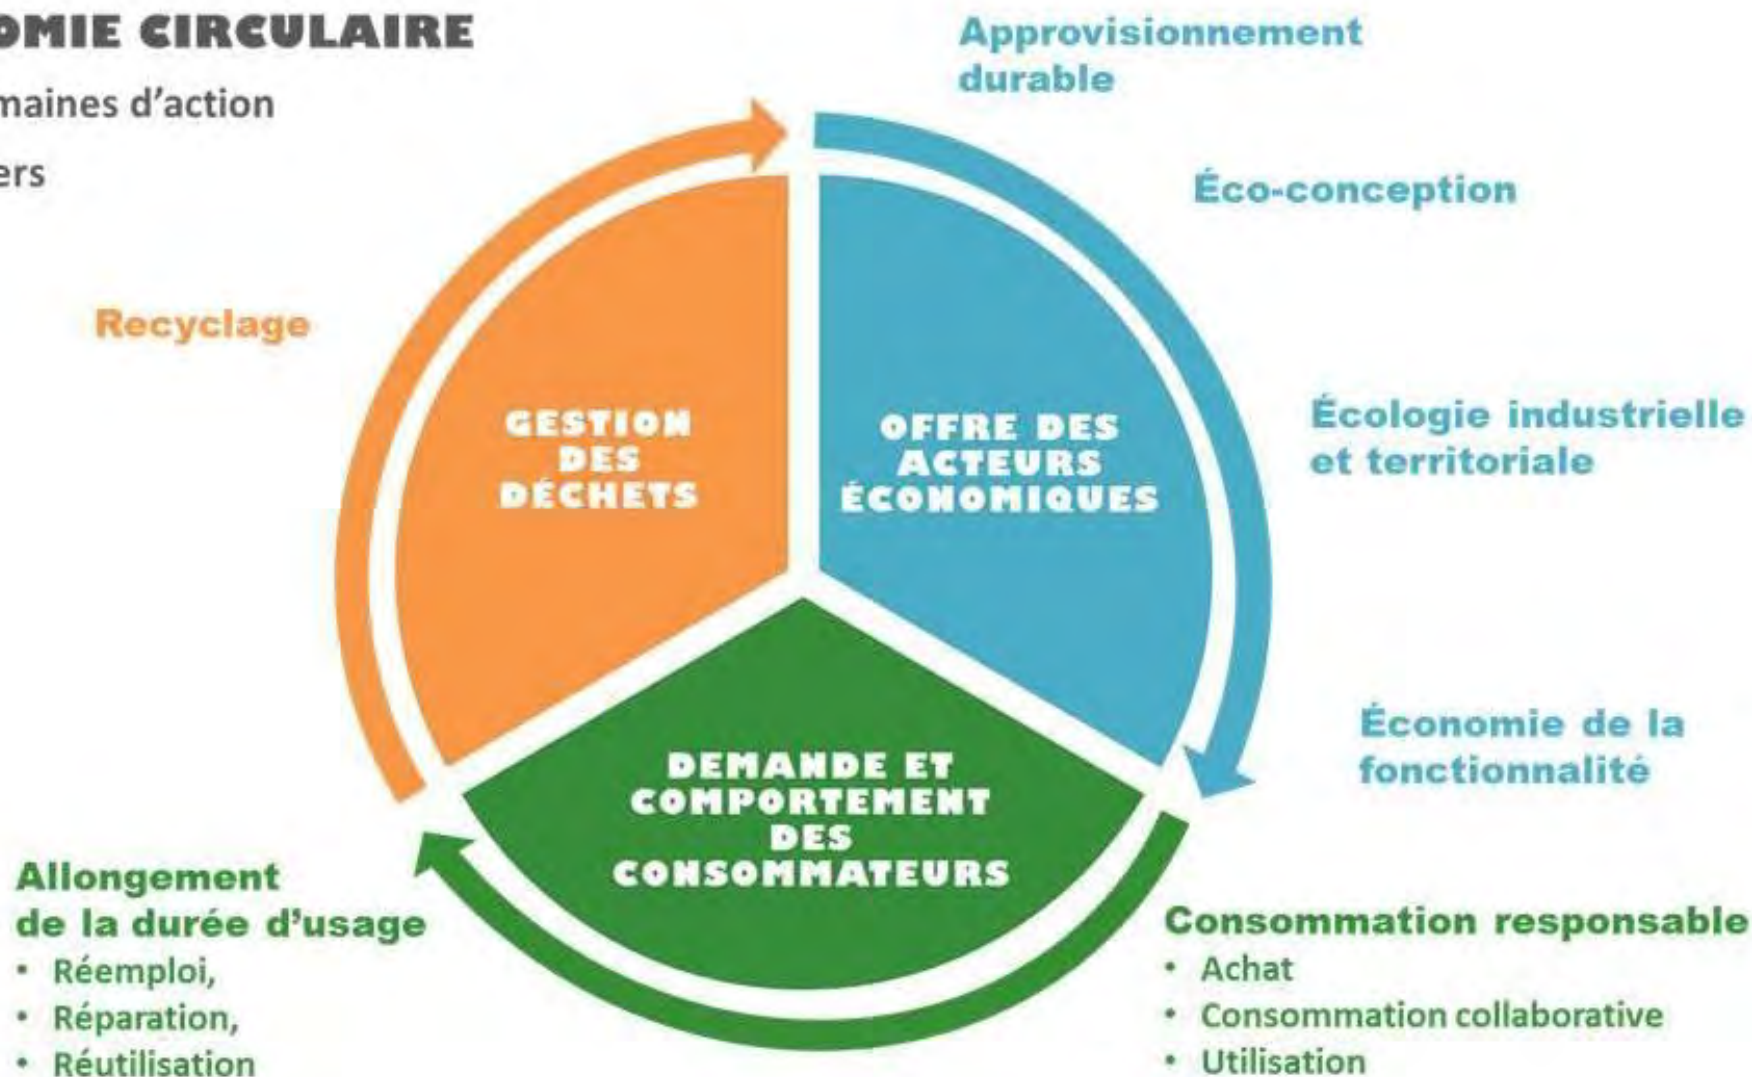 OMIE CIRCULAIRE
maines d'action
ers
Approvisionnement
durable
Éco-conception
Écologie industrielle
et territoriale
Économie de la
fonctionnalité
Recyclage
GESTION
DES
DÉCHETS
OFFRE DES
ACTEURS
ÉCONOMIQUES
DEMANDE ET
COMPORTEMENT
DES
CONSOMMATEURS
Consommation responsable
• Achat
• Consommation collaborative
• Utilisation
Allongement
de la durée d'usage
• Réemploi,
• Réparation,
• Réutilisation